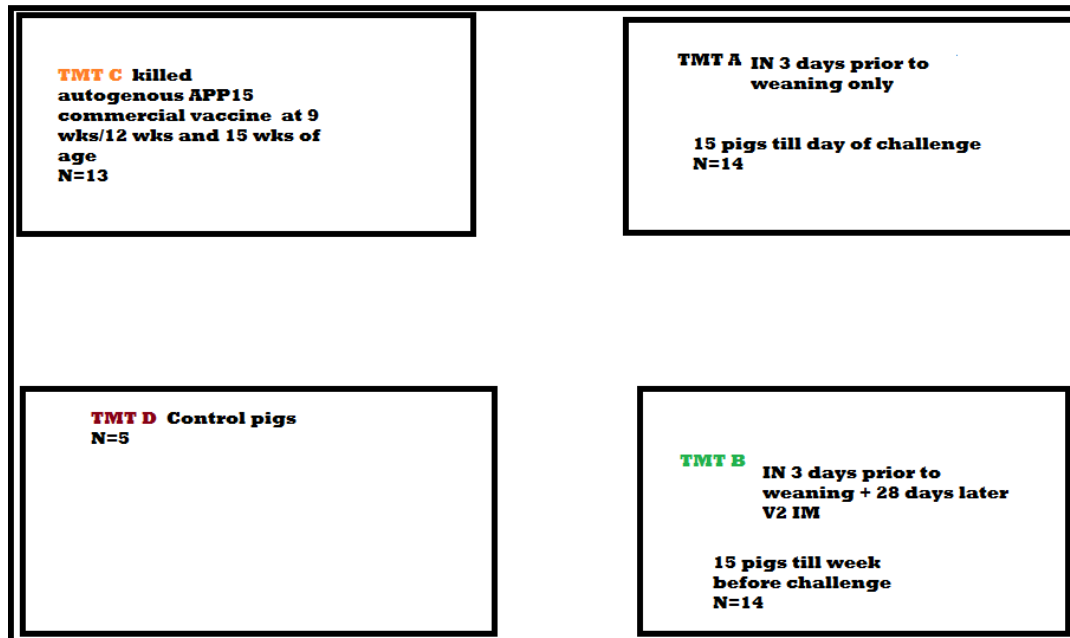 TMT C killed
autogenous APP15
commercial vaccine at 9
wks/12 wks and 15 wks of
age
N=13
TMT A IN 3 days prior to
weaning only
15 pigs till day of challenge
N=14
TMT D Control pigs
N=5
TMT B
IN 3 days prior to
weaning + 28 days later
V2 IM
15 pigs till week
before challenge
N=14